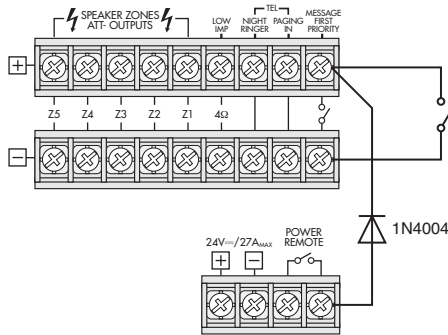 SPEAKER ZONES
ATT- OUTPUTS
LOW
IMP
TEL
NIGHT
RINGER
PAGING
IN
MESSAGE
FIRST
PRIORITY
+
Z5 Z4 Z3 Z2 Z1 4Ω
−
1N4004
24V⎓/27AMAX
+ −
POWER
REMOTE